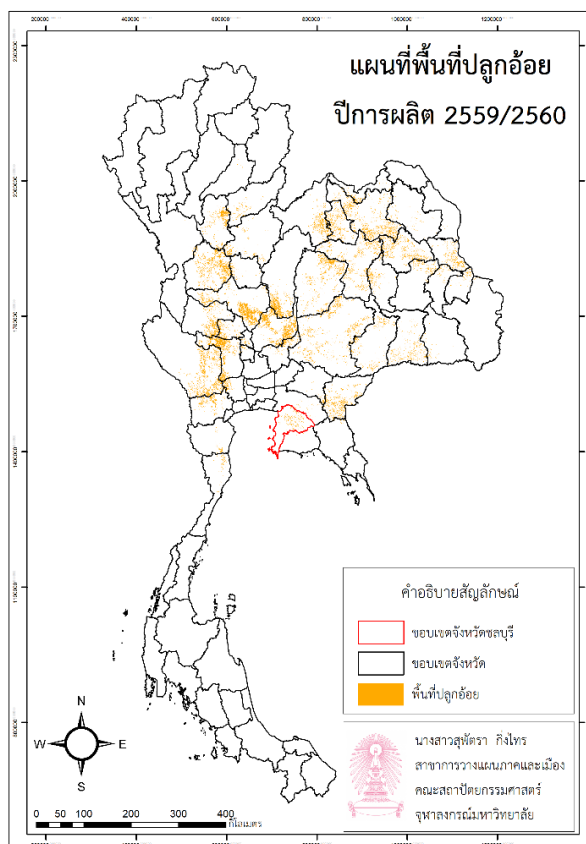 แผนที่พื้นที่ปลูกอ้อย
ปีการผลิต 2559/2560
คำอธิบายสัญลักษณ์
ขอบเขตจังหวัดชลบุรี
ขอบเขตจังหวัด
พื้นที่ปลูกอ้อย
N
W E
S
0 50 100 200 300 400
กิโลเมตร
นางสาวสุพัตรา กิ่งไทร
สาขาการวางแผนภาคและเมือง
คณะสถาปัตยกรรมศาสตร์
จุฬาลงกรณ์มหาวิทยาลัย